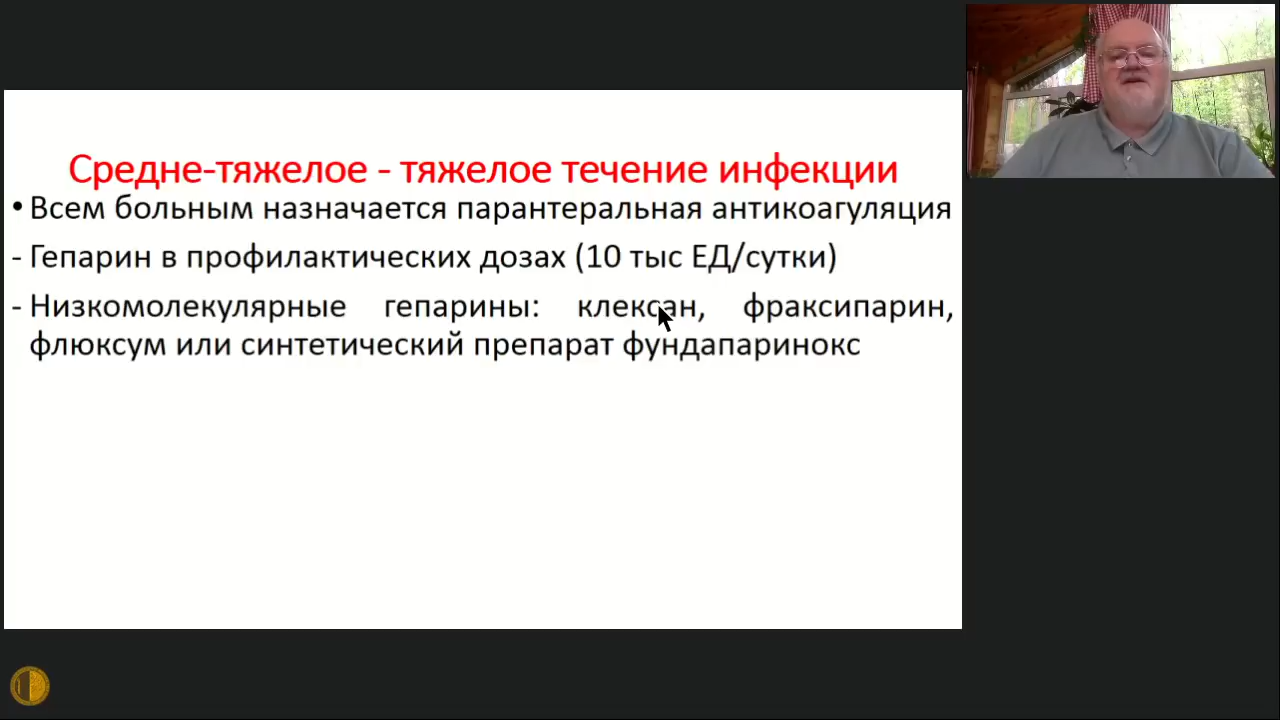 Средне-тяжелое - тяжелое течение инфекции
• Всем больным назначается парантеральная антикоагуляция
- Гепарин в профилактических дозах (10 тыс ЕД/сутки)
- Низкомолекулярные гепарины: клексан, фраксипарин,
флюксум или синтетический препарат фундапаринокс